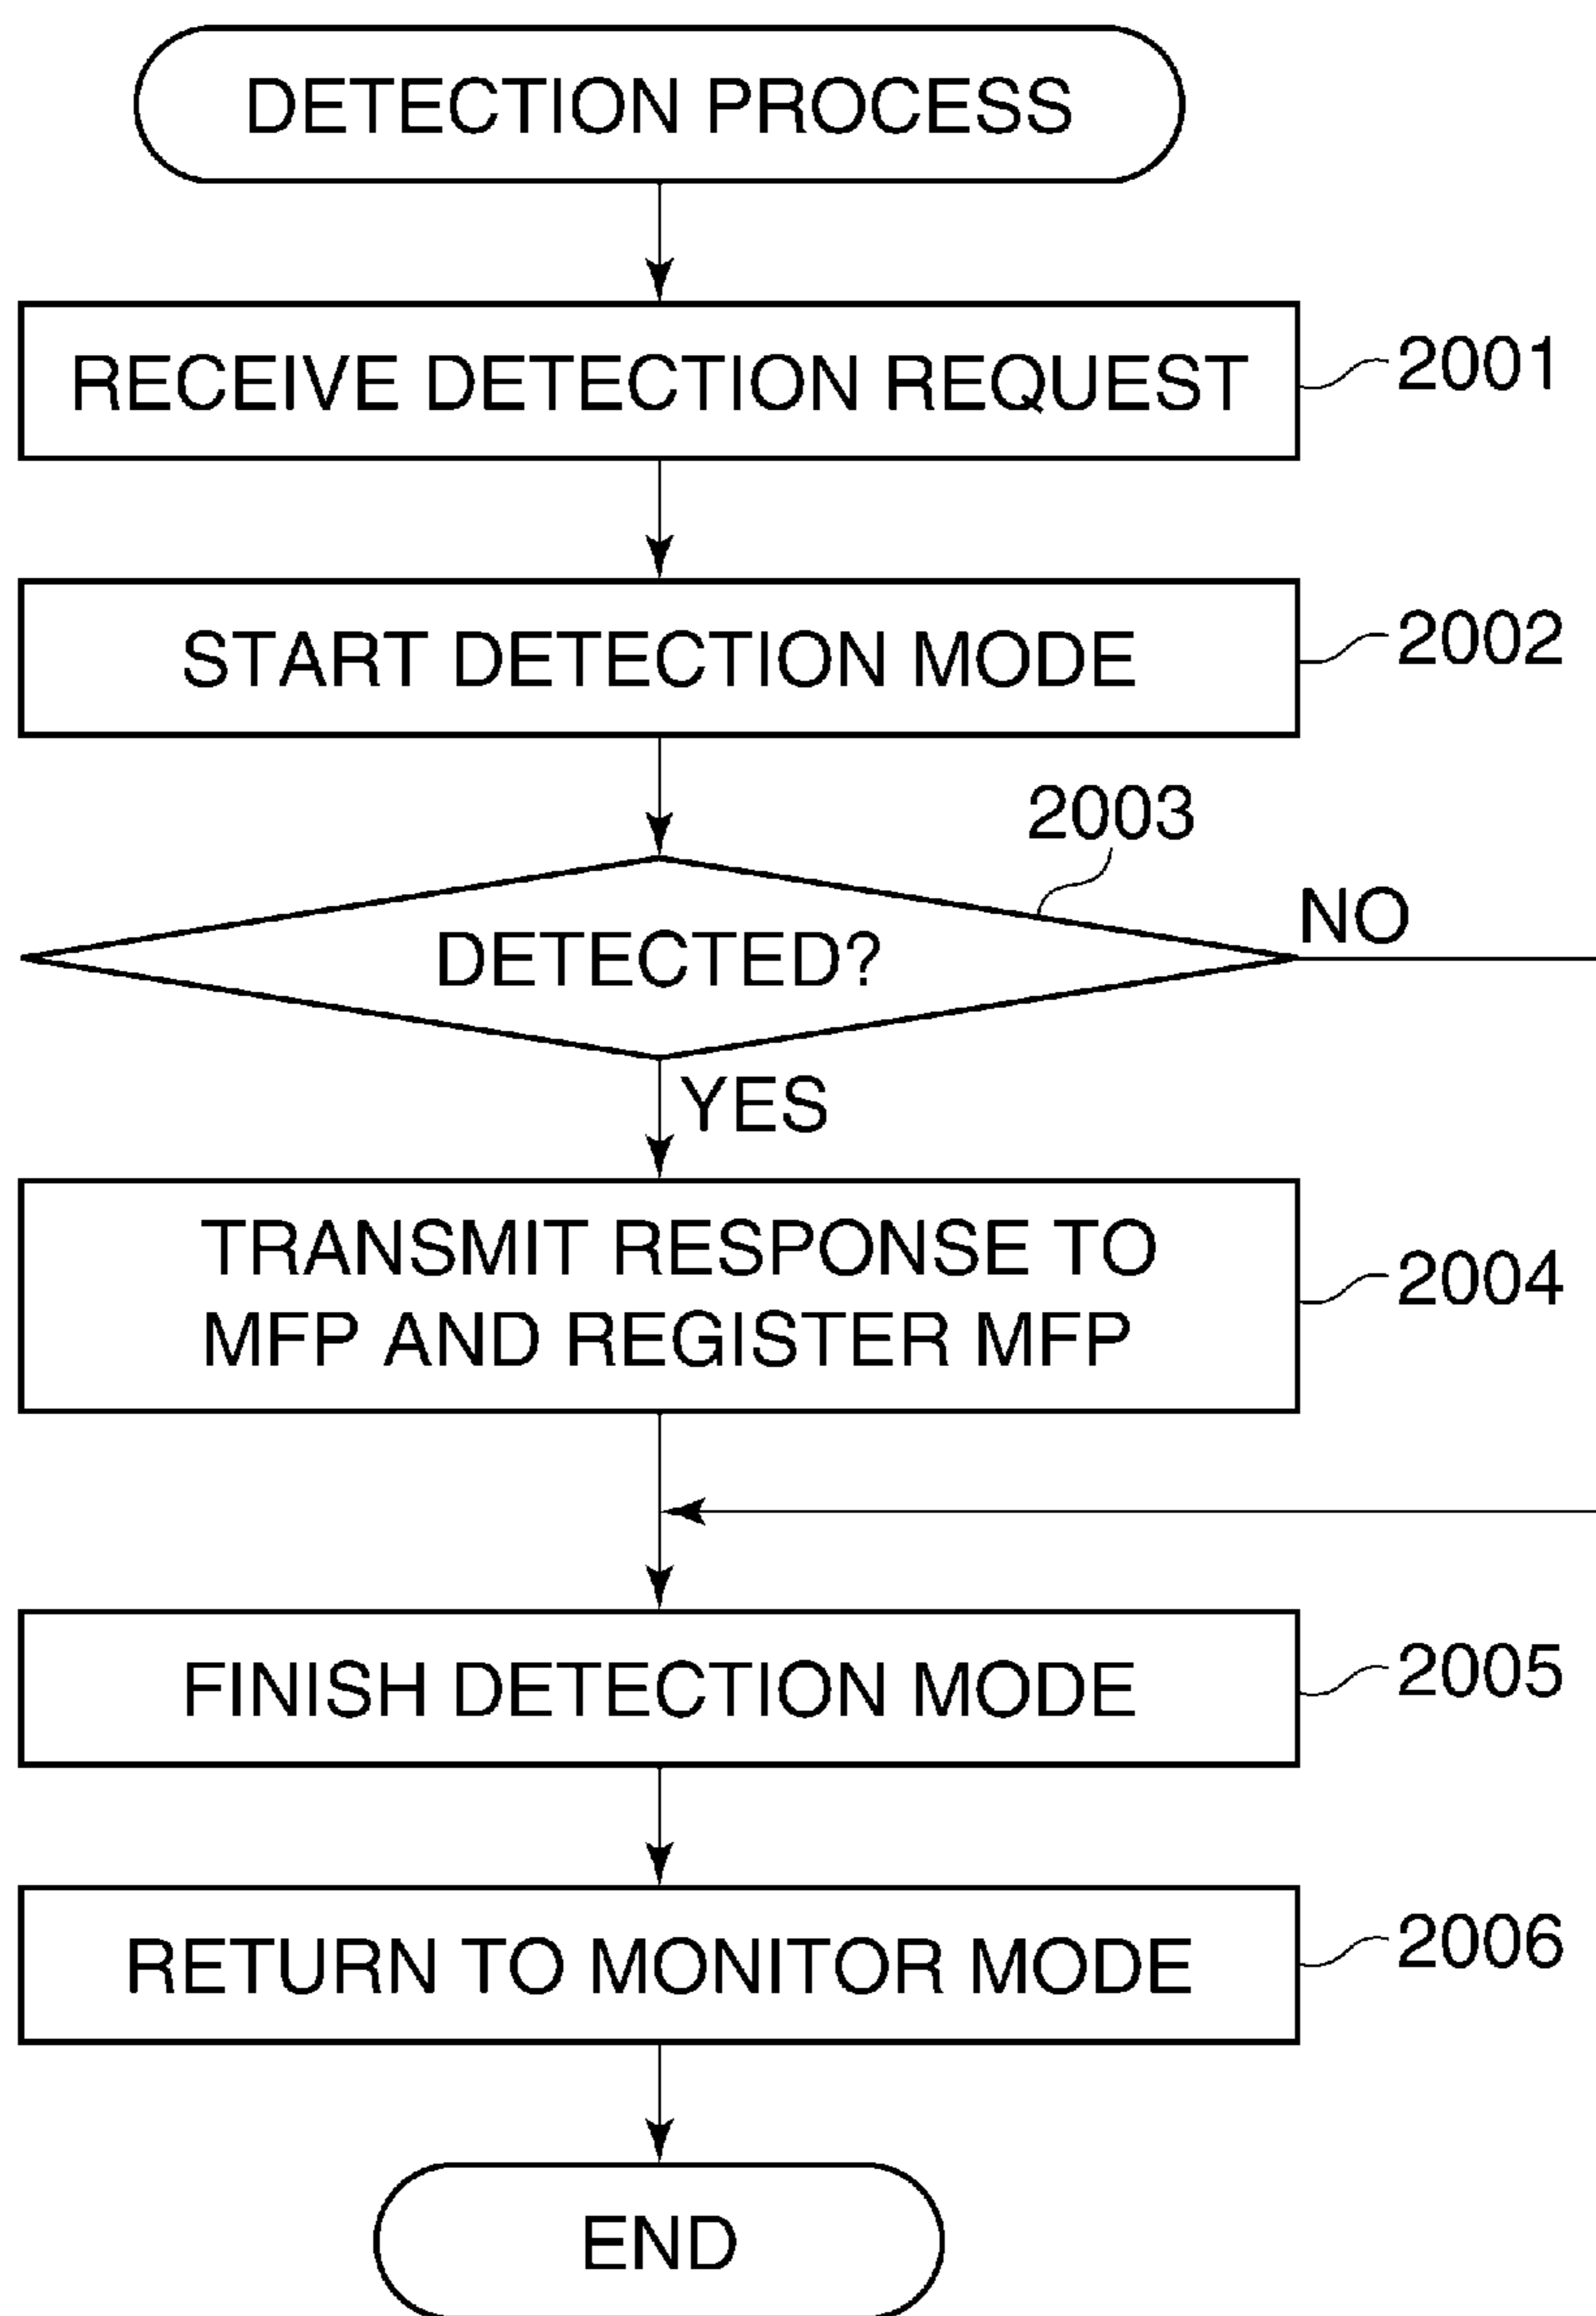 DETECTION PROCESS
RECEIVE DETECTION REQUEST
2001
START DETECTION MODE
2002
2003
DETECTED?
NO
YES
TRANSMIT RESPONSE TO
MFP AND REGISTER MFP
2004
FINISH DETECTION MODE
2005
RETURN TO MONITOR MODE
2006
END